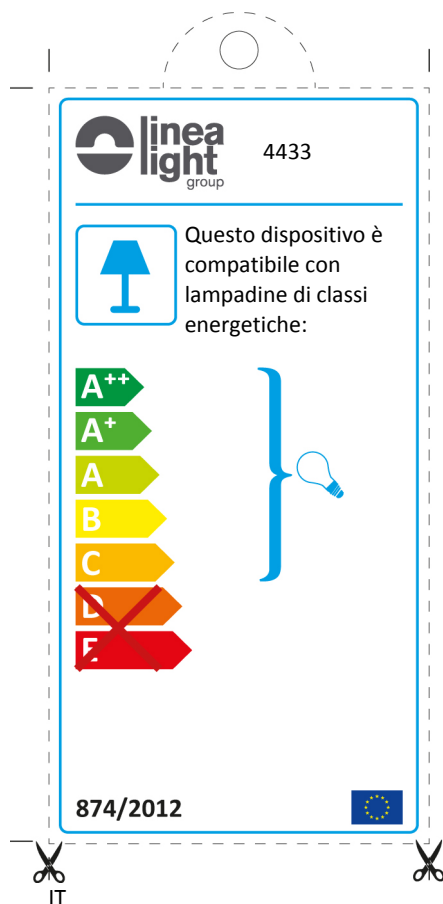 linea
light
group
4433
Questo dispositivo è
compatibile con
lampadine di classi
energetiche:
A++
A+
A
B
C
D
E
874/2012
IT